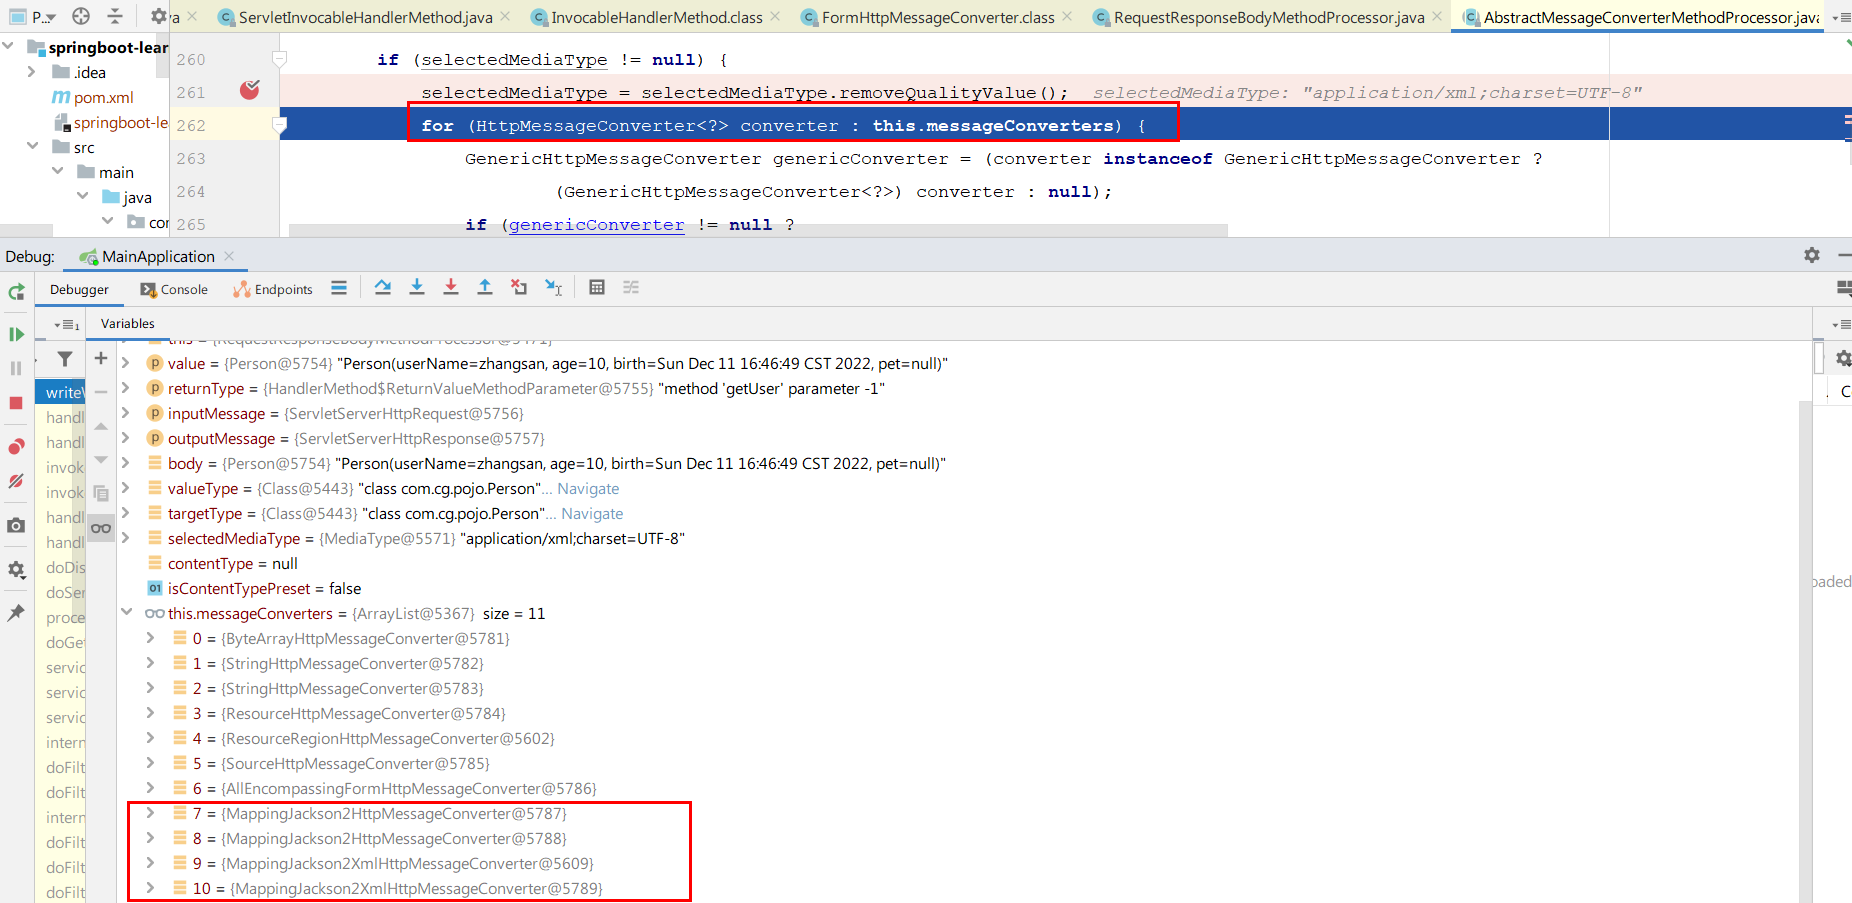 P...
java
ServletInvocableHandlerMethod.java
InvocableHandlerMethod.class
FormHttpMessageConverter.class
RequestResponseBodyMethodProcessor.java
AbstractMessageConverterMethodProcessor.java
springboot-lear
.idea
pom.xml
springboot-lea
src
main
java
260 if (selectedMediaType != null) {
261 selectedMediaType = selectedMediaType.removeQualityValue(); selectedMediaType: "application/xml;charset=UTF-8"
262 for (HttpMessageConverter<?> converter : this.messageConverters) {
263 GenericHttpMessageConverter genericConverter = (converter instanceof GenericHttpMessageConverter ?
264 (GenericHttpMessageConverter<?>) converter : null);
265 if (genericConverter != null ?
Debug: MainApplication
Debugger Console Endpoints
Variables
this = {RequestResponseBodyMethodProcessor@5471}
value = {Person@5754} "Person(userName=zhangsan, age=10, birth=Sun Dec 11 16:46:49 CST 2022, pet=null)"
returnType = {HandlerMethod$ReturnValueMethodParameter@5755} "method 'getUser' parameter -1"
inputMessage = {ServletServerHttpRequest@5756}
outputMessage = {ServletServerHttpResponse@5757}
body = {Person@5754} "Person(userName=zhangsan, age=10, birth=Sun Dec 11 16:46:49 CST 2022, pet=null)"
valueType = {Class@5443} "class com.cg.pojo.Person"... Navigate
targetType = {Class@5443} "class com.cg.pojo.Person"... Navigate
selectedMediaType = {MediaType@5571} "application/xml;charset=UTF-8"
contentType = null
isContentTypePreset = false
this.messageConverters = {ArrayList@5367} size = 11
0 = {ByteArrayHttpMessageConverter@5781}
1 = {StringHttpMessageConverter@5782}
2 = {StringHttpMessageConverter@5783}
3 = {ResourceHttpMessageConverter@5784}
4 = {ResourceRegionHttpMessageConverter@5602}
5 = {SourceHttpMessageConverter@5785}
6 = {AllEncompassingFormHttpMessageConverter@5786}
7 = {MappingJackson2HttpMessageConverter@5787}
8 = {MappingJackson2HttpMessageConverter@5788}
9 = {MappingJackson2XmlHttpMessageConverter@5609}
10 = {MappingJackson2XmlHttpMessageConverter@5789}
write
handl
handl
invok
invok
handl
handl
doDis
doSer
proce
doGet
servic
servic
servic
intern
doFilt
doFilt
intern
doFilt
doFilt
doFilt
oaded